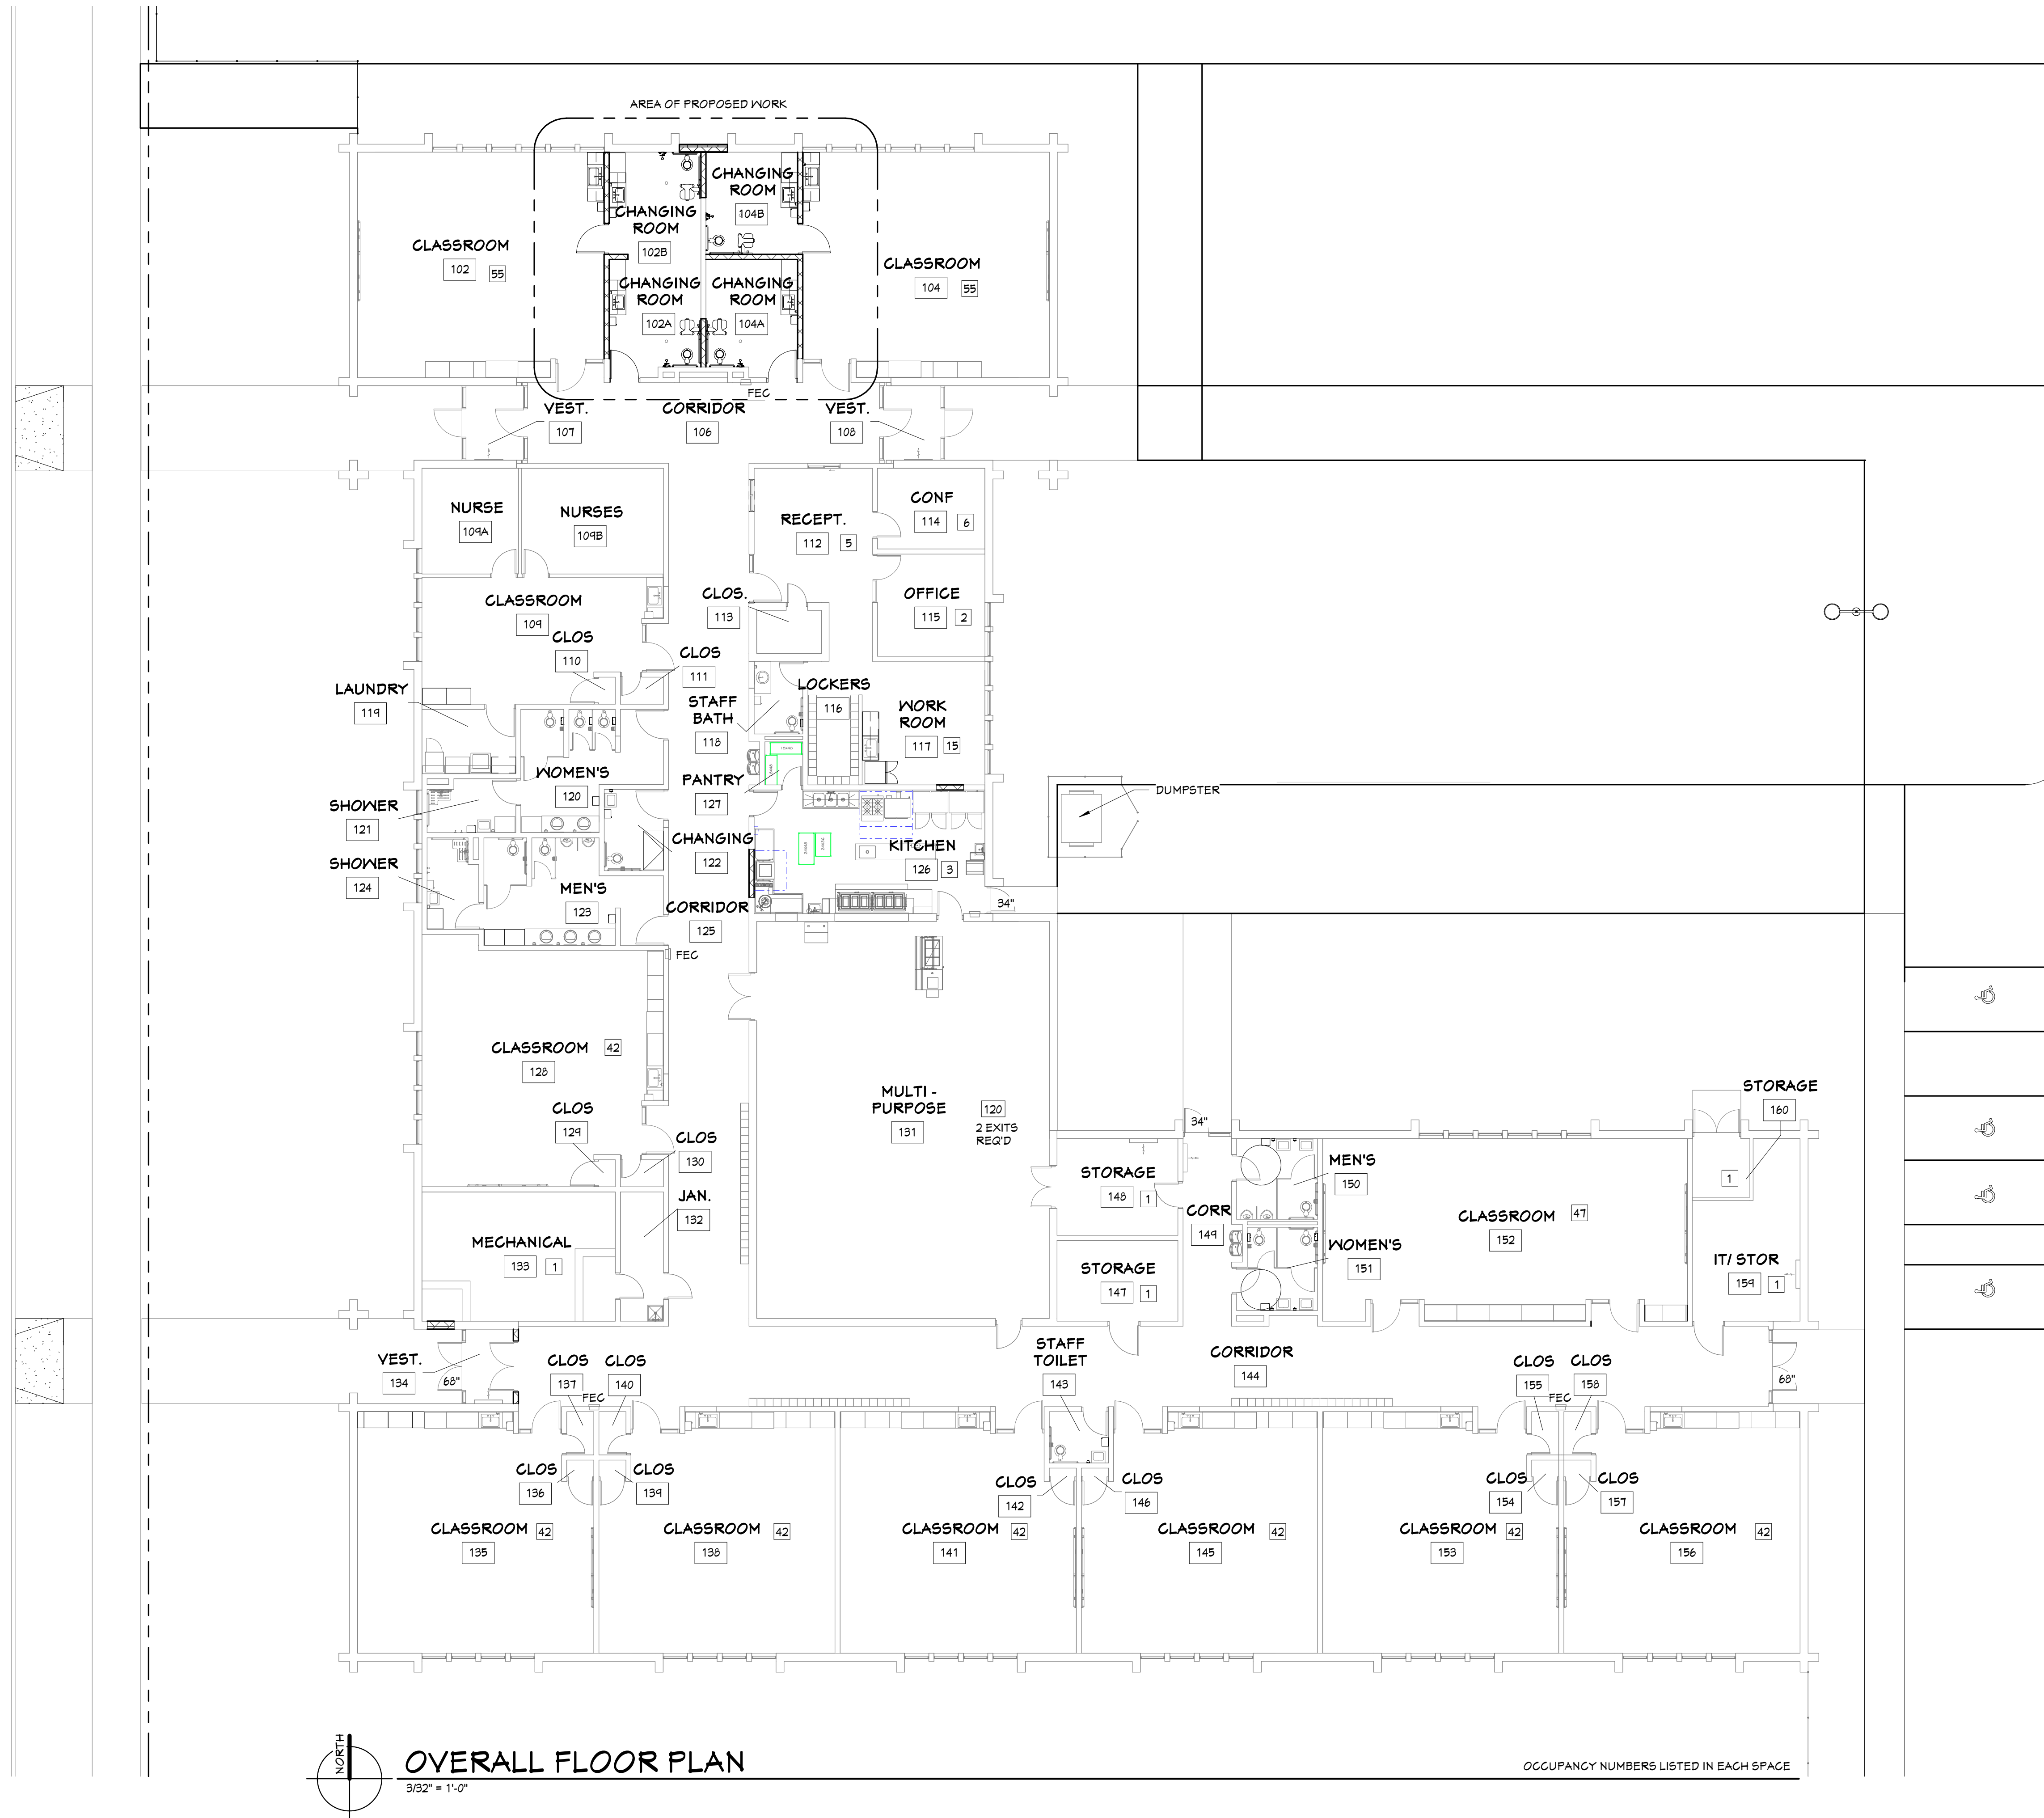 AREA OF PROPOSED WORK
CHANGING
ROOM
104B
CHANGING
ROOM
102B
CLASSROOM
102 55
CLASSROOM
104 55
CHANGING
ROOM
102A
CHANGING
ROOM
104A
FEC
VEST.
107
CORRIDOR
106
VEST.
108
NURSE
109A
NURSES
109B
RECEPT.
112 5
CONF
114 6
CLASSROOM
109
CLOS.
113
OFFICE
115 2
CLOS
110
CLOS
111
LAUNDRY
119
STAFF
BATH
118
LOCKERS
116
WORK
ROOM
117 15
WOMEN'S
120
PANTRY
127
SHOWER
121
DUMPSTER
CHANGING
122
KITCHEN
126 3
SHOWER
124
MEN'S
123
CORRIDOR
125
34"
FEC
CLASSROOM 42
128
MULTI -
PURPOSE
131
120
2 EXITS
REQ'D
CLOS
129
CLOS
130
JAN.
132
MECHANICAL
133 1
34"
STORAGE
148 1
STORAGE
147 1
CORR
149
MEN'S
150
WOMEN'S
151
CLASSROOM 47
152
STORAGE
160
1
IT/ STOR
159 1
VEST.
134
68"
CLOS
137
CLOS
140
FEC
STAFF
TOILET
143
CORRIDOR
144
CLOS
155
CLOS
158
FEC
68"
CLOS
136
CLOS
139
CLOS
142
CLOS
146
CLOS
154
CLOS
157
CLASSROOM 42
135
CLASSROOM 42
138
CLASSROOM 42
141
CLASSROOM 42
145
CLASSROOM 42
153
CLASSROOM 42
156
NORTH
OVERALL FLOOR PLAN
3/32" = 1'-0"
OCCUPANCY NUMBERS LISTED IN EACH SPACE